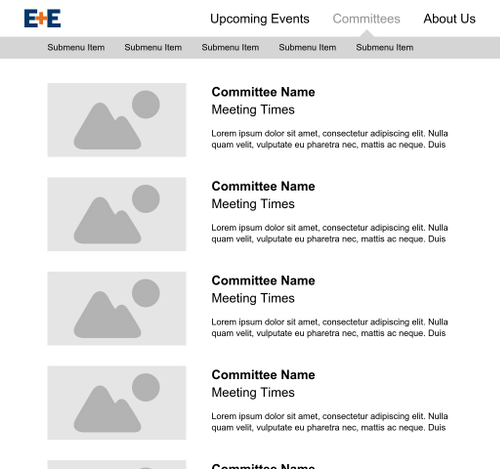 E+E
Upcoming Events Committees About Us
Submenu Item Submenu Item Submenu Item Submenu Item Submenu Item
Committee Name
Meeting Times
Lorem ipsum dolor sit amet, consectetur adipiscing elit. Nulla
quam velit, vulputate eu pharetra nec, mattis ac neque. Duis
Committee Name
Meeting Times
Lorem ipsum dolor sit amet, consectetur adipiscing elit. Nulla
quam velit, vulputate eu pharetra nec, mattis ac neque. Duis
Committee Name
Meeting Times
Lorem ipsum dolor sit amet, consectetur adipiscing elit. Nulla
quam velit, vulputate eu pharetra nec, mattis ac neque. Duis
Committee Name
Meeting Times
Lorem ipsum dolor sit amet, consectetur adipiscing elit. Nulla
quam velit, vulputate eu pharetra nec, mattis ac neque. Duis
Committee Name